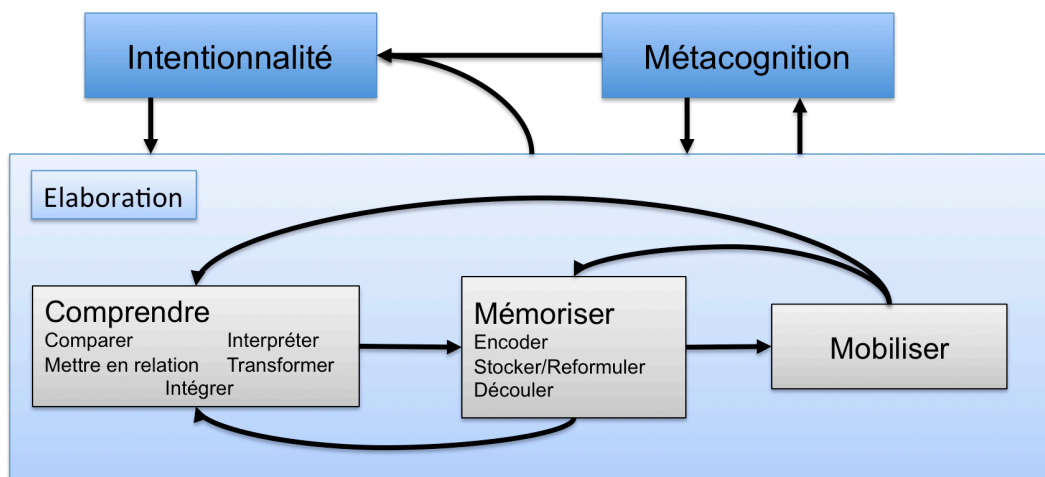 Intentionnalité
Métacognition
Elaboration
Comprendre
Comparer Interpréter
Mettre en relation Transformer
Intégrer
Mémoriser
Encoder
Stocker/Reformuler
Découler
Mobiliser